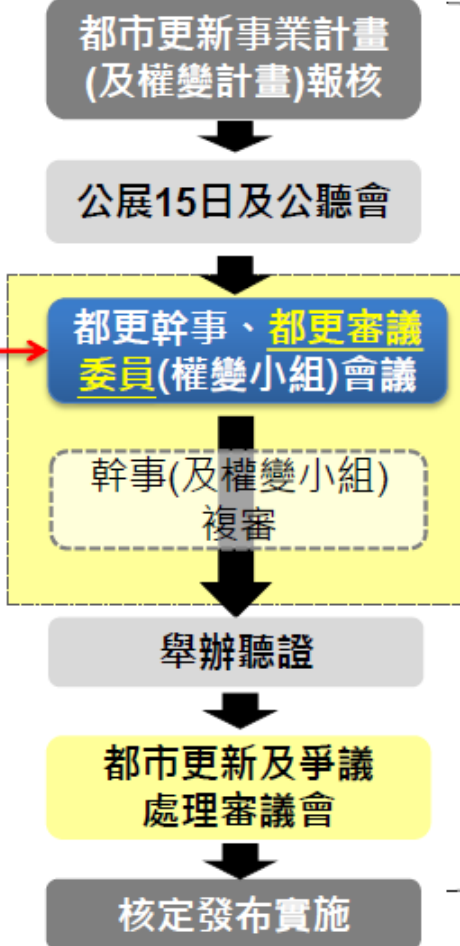 都市更新事業計畫
(及權變計畫)報核
公展15日及公聽會
都更幹事、都更審議
委員(權變小組)會議
幹事(及權變小組)
複審
舉辦聽證
都市更新及爭議
處理審議會
核定發布實施